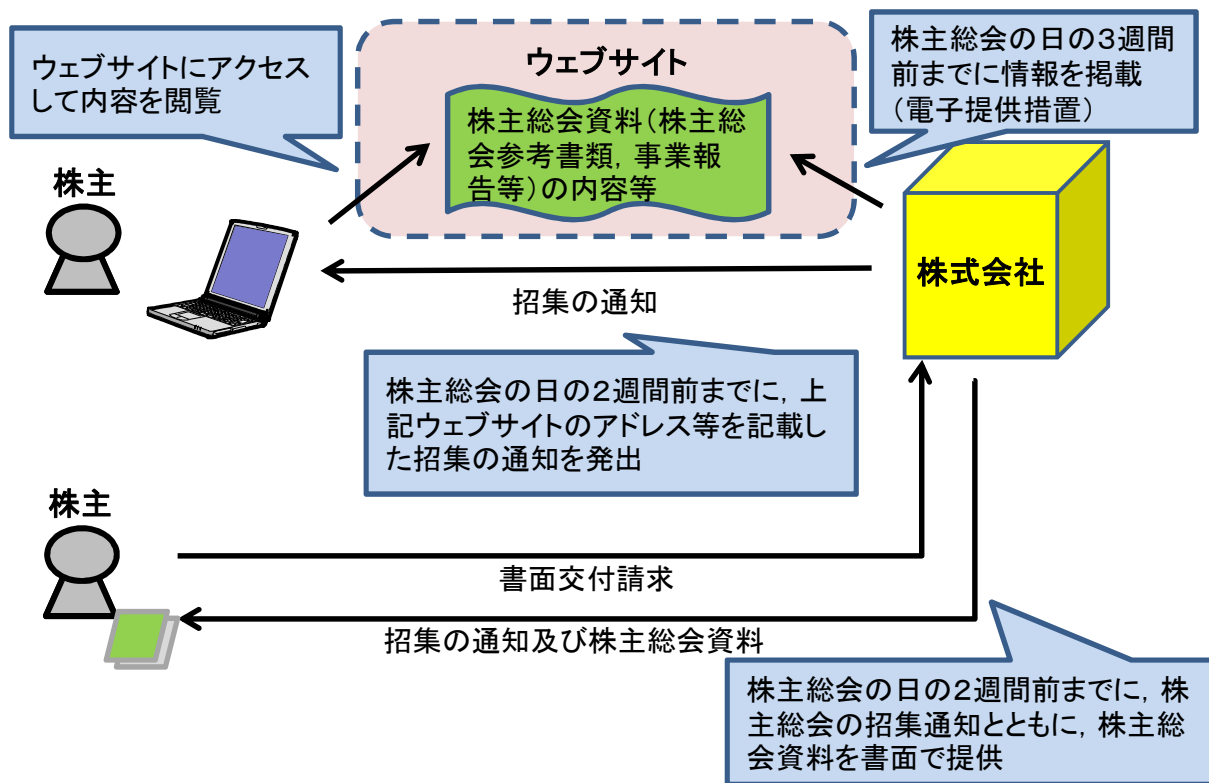 ウェブサイトにアクセス
して内容を閲覧
ウェブサイト
株主総会資料(株主総
会参考書類,事業報
告等)の内容等
株主総会の日の3週間
前までに情報を掲載
(電子提供措置)
株主
株式会社
招集の通知
株主総会の日の2週間前までに,上
記ウェブサイトのアドレス等を記載し
た招集の通知を発出
株主
書面交付請求
招集の通知及び株主総会資料
株主総会の日の2週間前までに,株
主総会の招集通知とともに,株主総
会資料を書面で提供